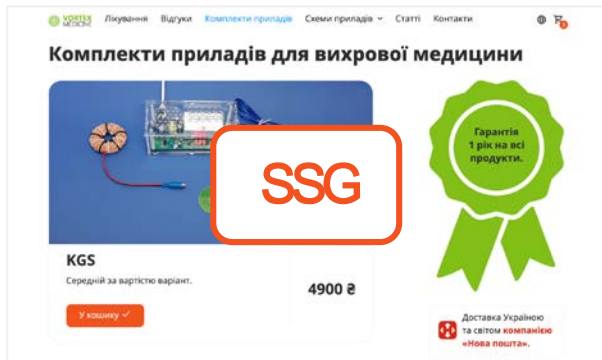 VORTEX
MEDICINE
Лікування Відгуки Комплекти приладів Схеми приладів Статті Контакти
Комплекти приладів для вихрової медицини
Гарантія
1 рік на всі
продукти.
SSG
KGS
Середній за вартістю варіант.
4900 ₴
У кошику
Доставка Україною
та світом компанією
«Нова пошта».